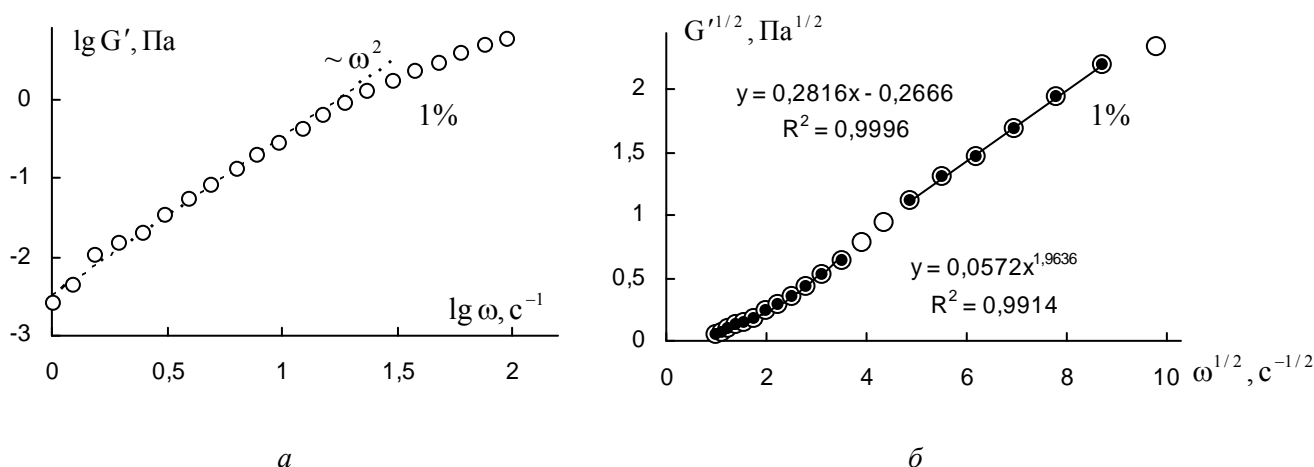 lg G′, Па
~ ω²
1%
0
-1
-2
-3
lg ω, с⁻¹
0 0,5 1 1,5 2
а
G′^{1/2}, Па^{1/2}
2
1,5
1
0,5
0
y = 0,2816x - 0,2666
R² = 0,9996
1%
y = 0,0572x^{1,9636}
R² = 0,9914
0 2 4 6 8 10
ω^{1/2}, с^{-1/2}
б